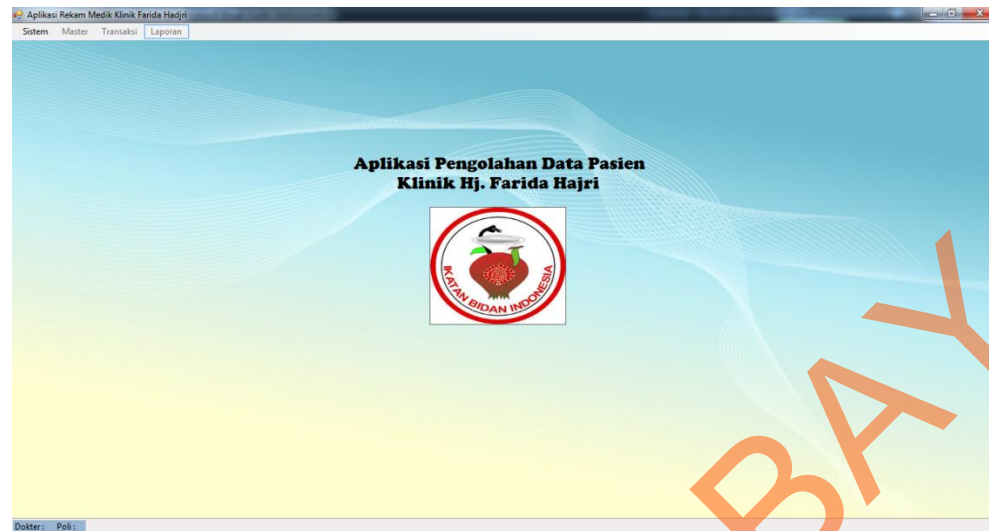 Aplikasi Rekam Medik Klinik Farida Hadjri
Sistem Master Transaksi Laporan
Aplikasi Pengolahan Data Pasien
Klinik Hj. Farida Hajri
IKATAN BIDAN INDONESIA
BAY
Dokter : Poli :